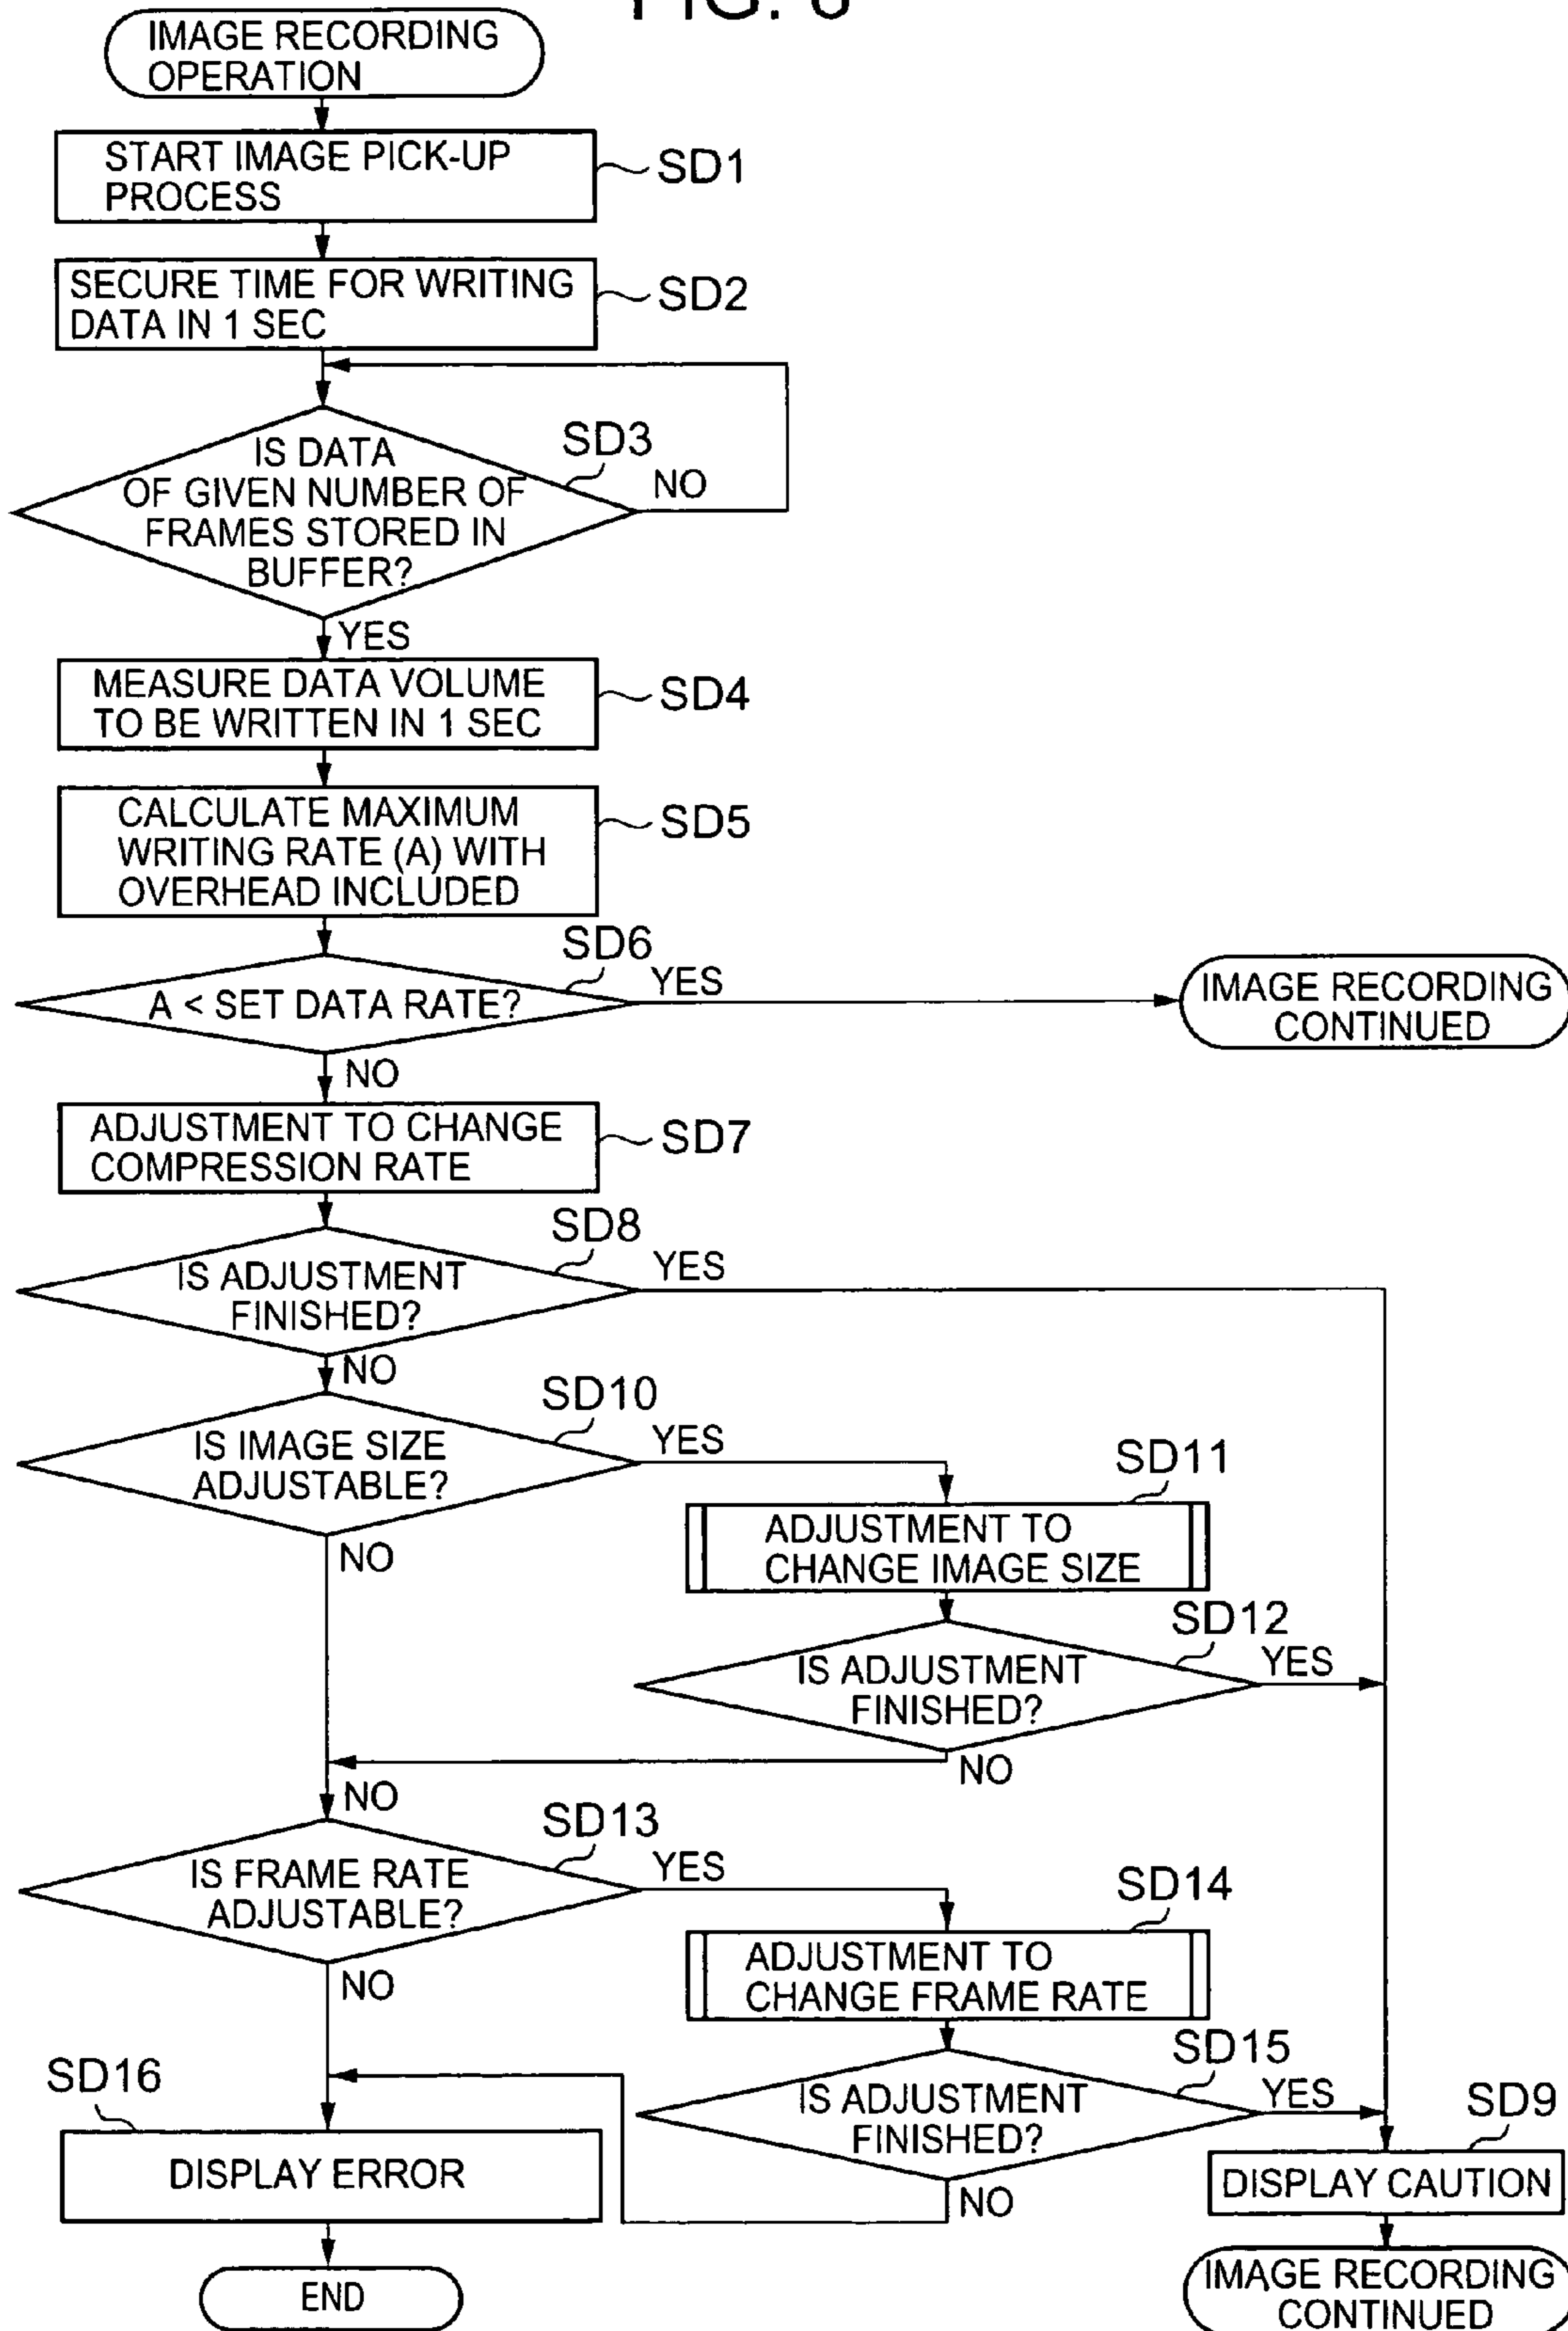 FIG.
IMAGE RECORDING
OPERATION
START IMAGE PICK-UP
PROCESS
SD1
SECURE TIME FOR WRITING
DATA IN 1 SEC
SD2
SD3
IS DATA
OF GIVEN NUMBER OF
FRAMES STORED IN
BUFFER?
NO
YES
MEASURE DATA VOLUME
TO BE WRITTEN IN 1 SEC
SD4
CALCULATE MAXIMUM
WRITING RATE (A) WITH
OVERHEAD INCLUDED
SD5
SD6
A < SET DATA RATE?
YES
IMAGE RECORDING
CONTINUED
NO
ADJUSTMENT TO CHANGE
COMPRESSION RATE
SD7
SD8
IS ADJUSTMENT
FINISHED?
YES
NO
SD10
IS IMAGE SIZE
ADJUSTABLE?
YES
NO
SD11
ADJUSTMENT TO
CHANGE IMAGE SIZE
SD12
IS ADJUSTMENT
FINISHED?
YES
NO
NO
SD13
IS FRAME RATE
ADJUSTABLE?
YES
NO
SD14
ADJUSTMENT TO
CHANGE FRAME RATE
SD15
IS ADJUSTMENT
FINISHED?
YES
NO
SD16
DISPLAY ERROR
END
SD9
DISPLAY CAUTION
IMAGE RECORDING
CONTINUED